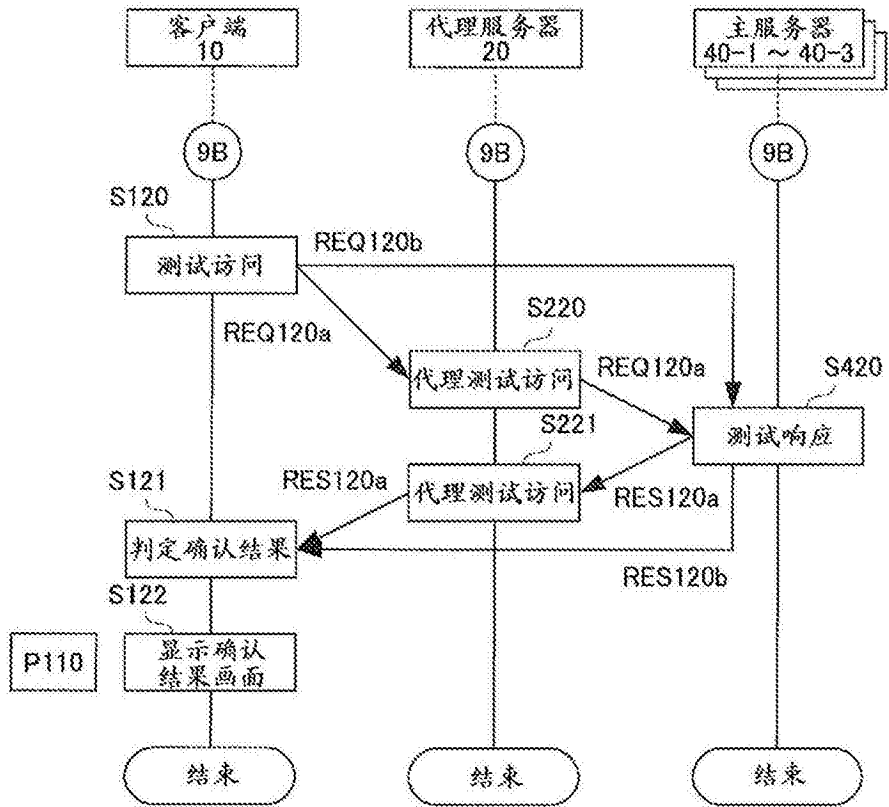 客户端
10
代理服务器
20
主服务器
40-1 ~ 40-3
9B
9B
9B
S120
测试访问
REQ120b
REQ120a
S220
代理测试访问
REQ120a
S420
测试响应
S221
代理测试访问
RES120a
RES120a
S121
判定确认结果
RES120b
S122
P110
显示确认
结果画面
结束
结束
结束